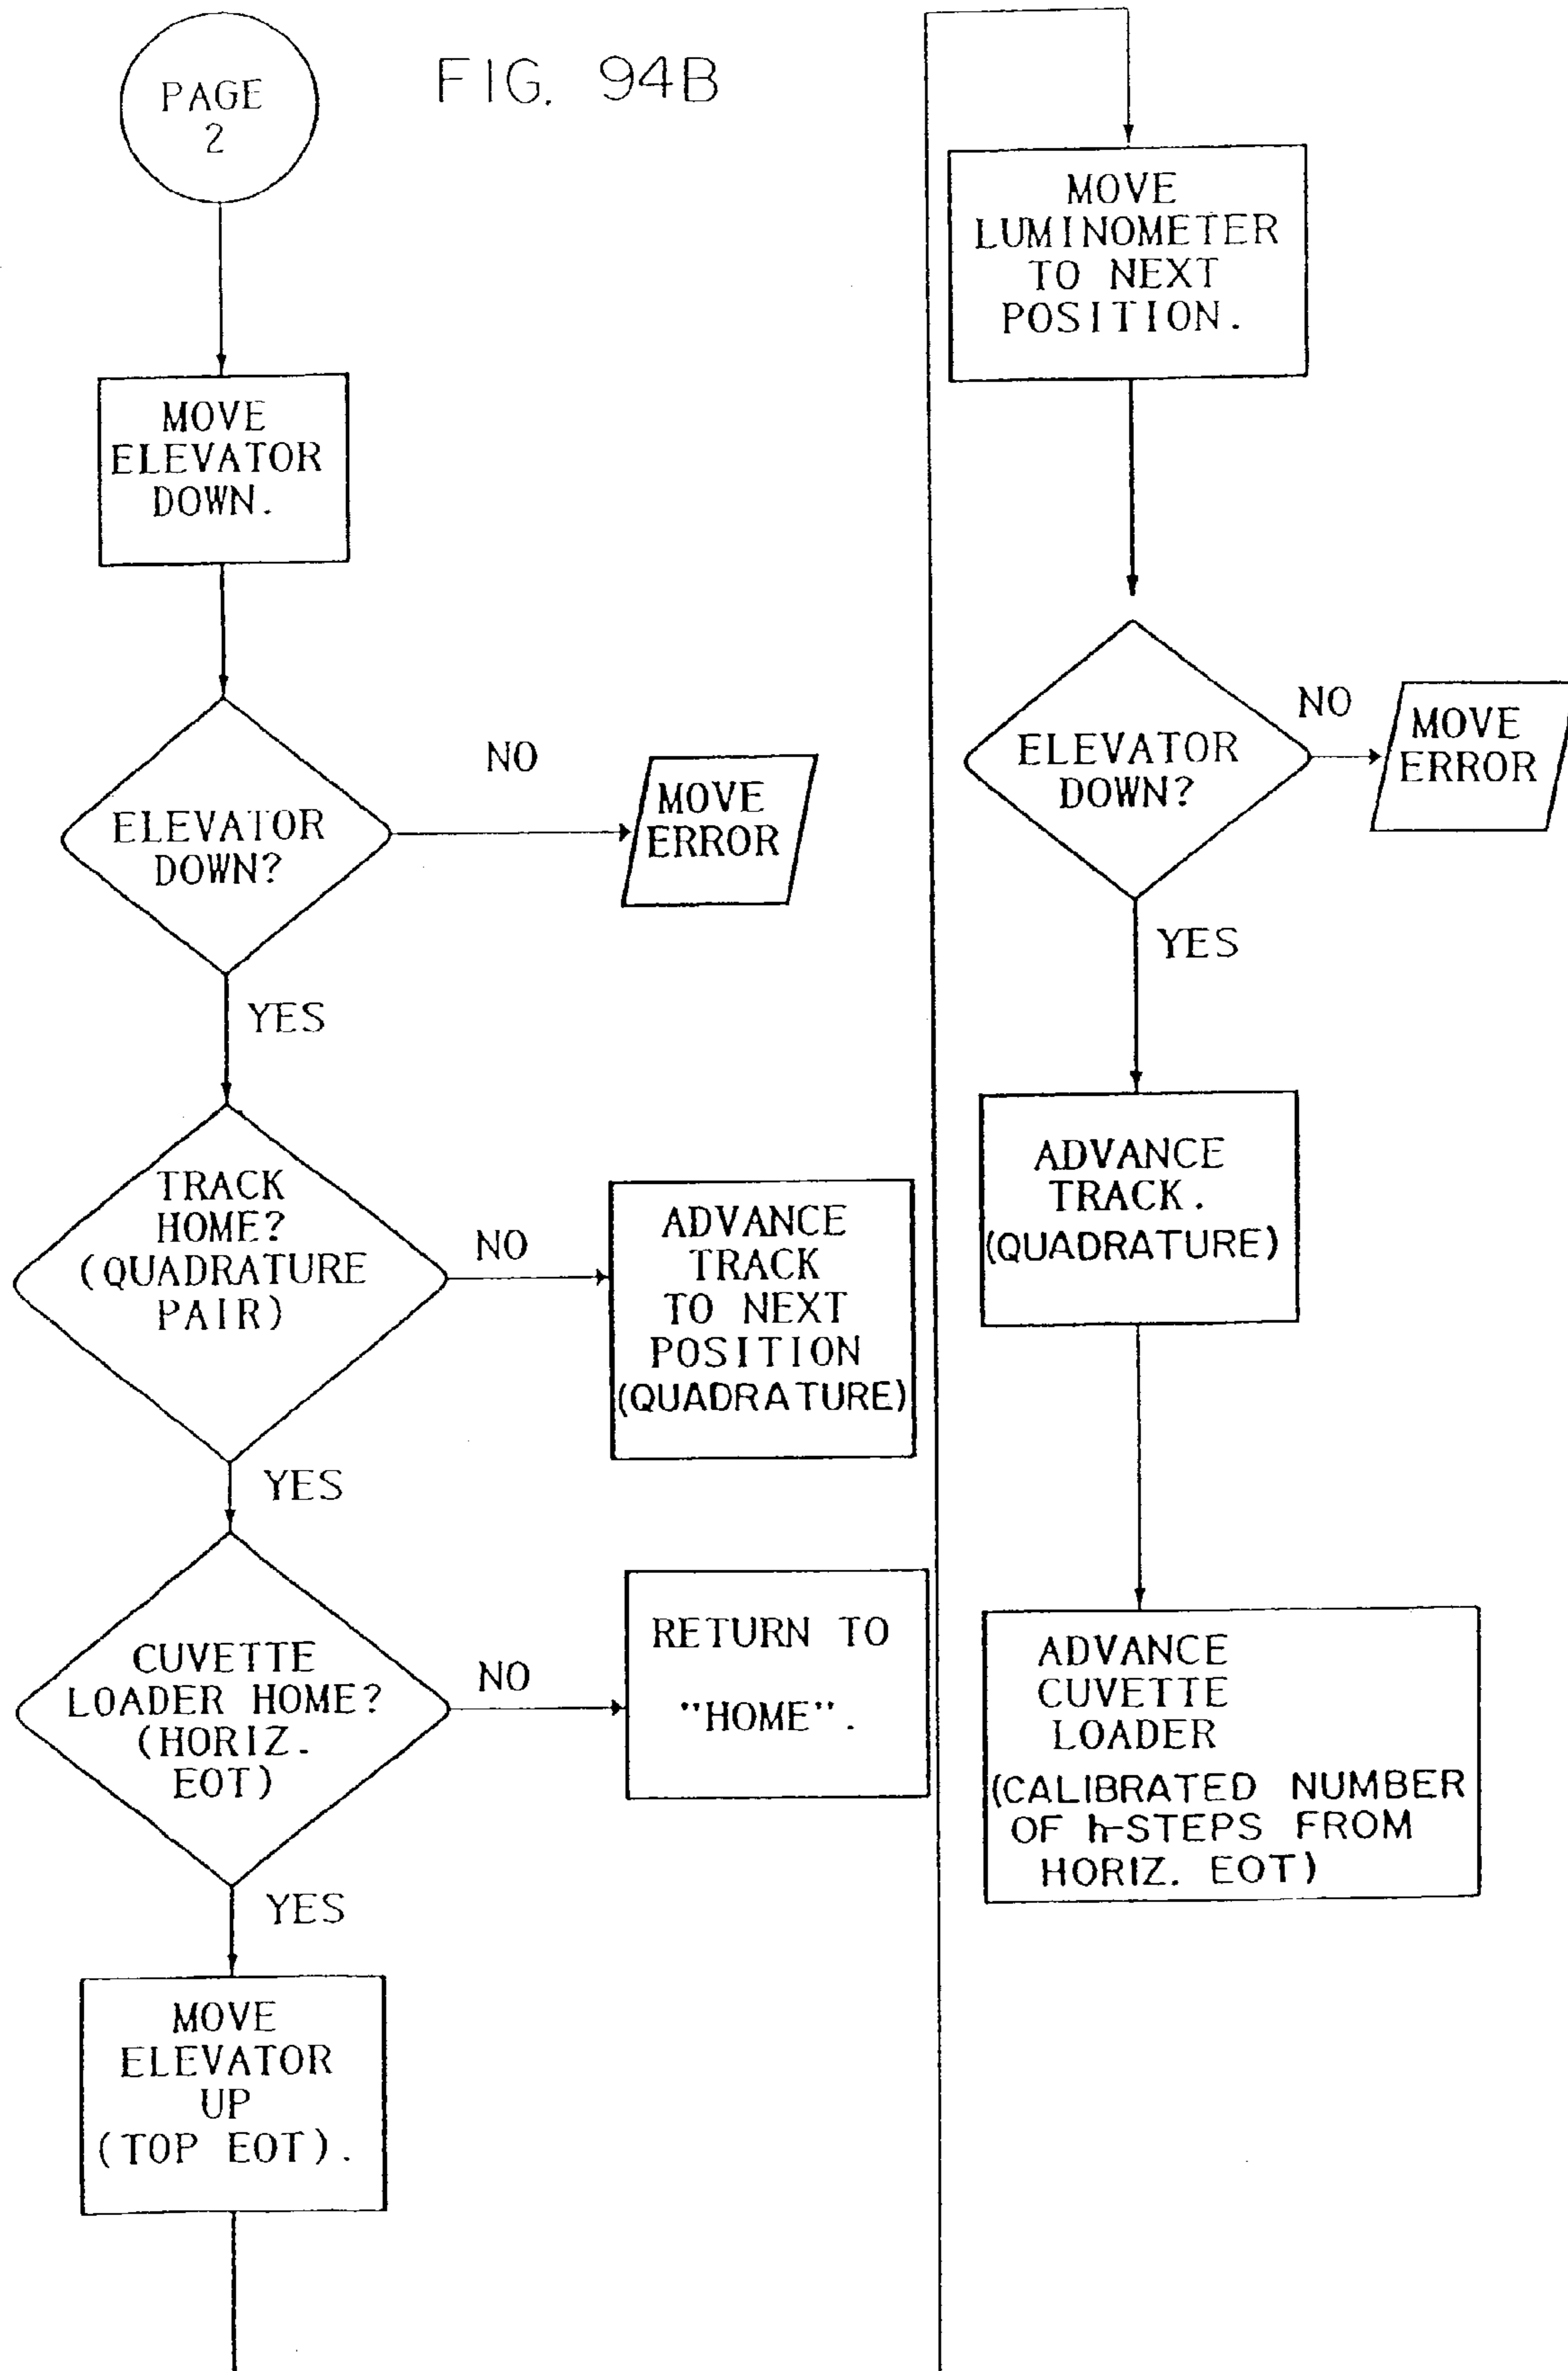 FIG. 94B
PAGE
2
MOVE
ELEVATOR
DOWN.
ELEVATOR
DOWN?
NO
MOVE
ERROR
YES
TRACK
HOME?
(QUADRATURE
PAIR)
NO
ADVANCE
TRACK
TO NEXT
POSITION
(QUADRATURE)
YES
CUVETTE
LOADER HOME?
(HORIZ.
EOT)
NO
RETURN TO
"HOME".
YES
MOVE
ELEVATOR
UP
(TOP EOT).
MOVE
LUMINOMETER
TO NEXT
POSITION.
ELEVATOR
DOWN?
NO
MOVE
ERROR
YES
ADVANCE
TRACK.
(QUADRATURE)
ADVANCE
CUVETTE
LOADER
(CALIBRATED NUMBER
OF h-STEPS FROM
HORIZ. EOT)